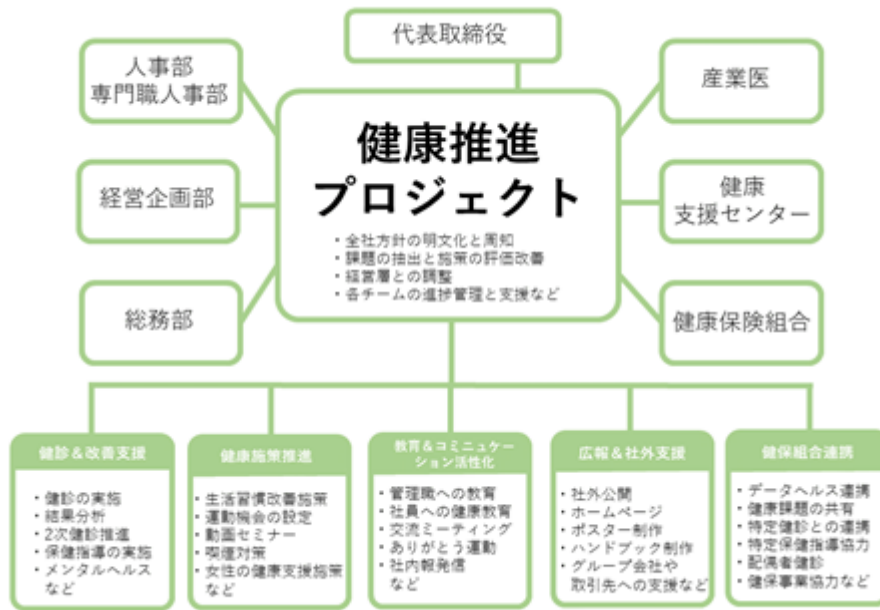 代表取締役
人事部
専門職人事部
経営企画部
総務部
健康推進
プロジェクト
・全社方針の明文化と周知
・課題の抽出と施策の評価改善
・経営層との調整
・各チームの進捗管理と支援など
産業医
健康
支援センター
健康保険組合
健診＆改善支援
・健診の実施
・結果分析
・2次健診推進
・保健指導の実施
・メンタルヘルス
など
健康施策推進
・生活習慣改善施策
・運動機会の設定
・動画セミナー
・喫煙対策
・女性の健康支援施策
など
教育＆コミニュケー
ション活性化
・管理職への教育
・社員への健康教育
・交流ミーティング
・ありがとう運動
・社内報発信
など
広報＆社外支援
・社外公開
・ホームページ
・ポスター制作
・ハンドブック制作
・グループ会社や
取引先への支援など
健保組合連携
・データヘルス連携
・健康課題の共有
・特定健診との連携
・特定保健指導協力
・配偶者健診
・健保事業協力など